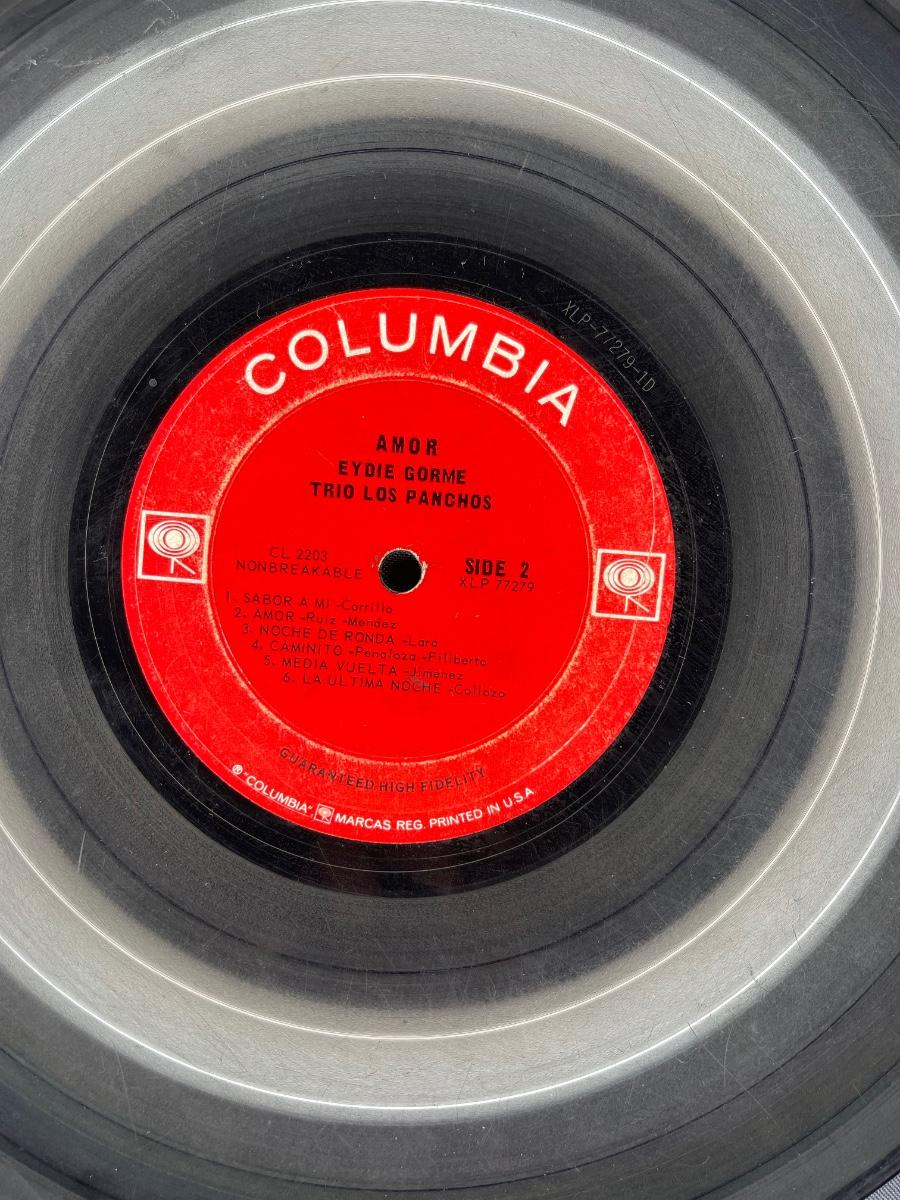 COLUMBIA
XLP-77279-1D
AMOR
EYDIE GORME
TRIO LOS PANCHOS
CL 2203
NONBREAKABLE
SIDE 2
XLP 77279
1. SABOR A MI -Carrillo
2. AMOR -Ruiz -Mendez
3. NOCHE DE RONDA -Lara
4. CAMINITO -Penaloza -Filiberto
5. MEDIA VUELTA -Jimenez
6. LA ULTIMA NOCHE -Collazo
GUARANTEED HIGH FIDELITY
® "COLUMBIA", MARCAS REG. PRINTED IN U.S.A